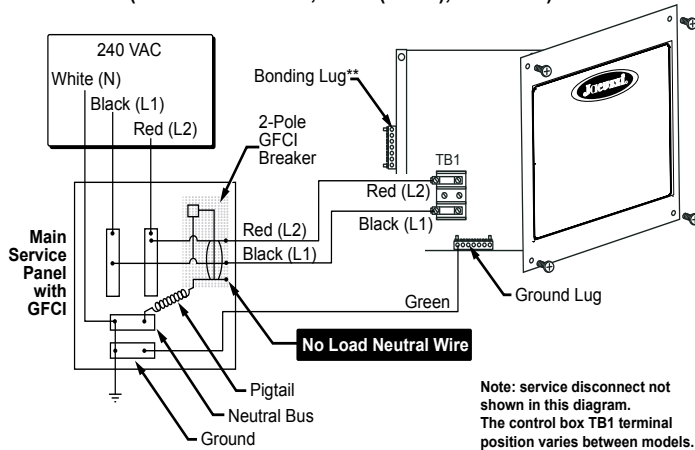 240 VAC
White (N)
Black (L1)
Red (L2)
2-Pole
GFCI
Breaker
Bonding Lug**
Jacuzzi
TB1
Red (L2)
Black (L1)
Main
Service
Panel
with
GFCI
Red (L2)
Black (L1)
Green
Ground Lug
No Load Neutral Wire
Pigtail
Neutral Bus
Ground
Note: service disconnect not
shown in this diagram.
The control box TB1 terminal
position varies between models.